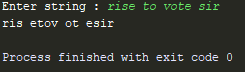 Enter string : rise to vote sir
ris etov ot esir
Process finished with exit code 0